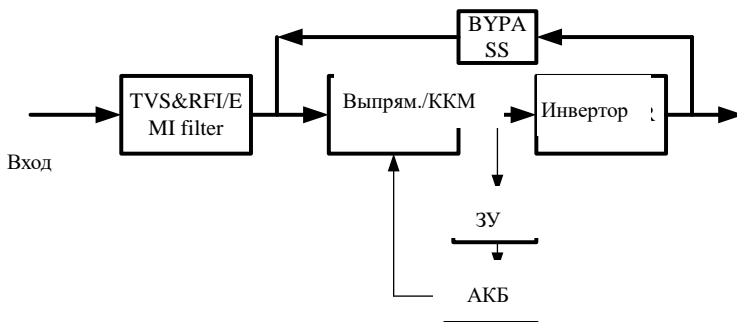 BYPA
SS
TVS&RFI/E
MI filter
Выпрям./ККМ
Инвертор
Вход
ЗУ
АКБ